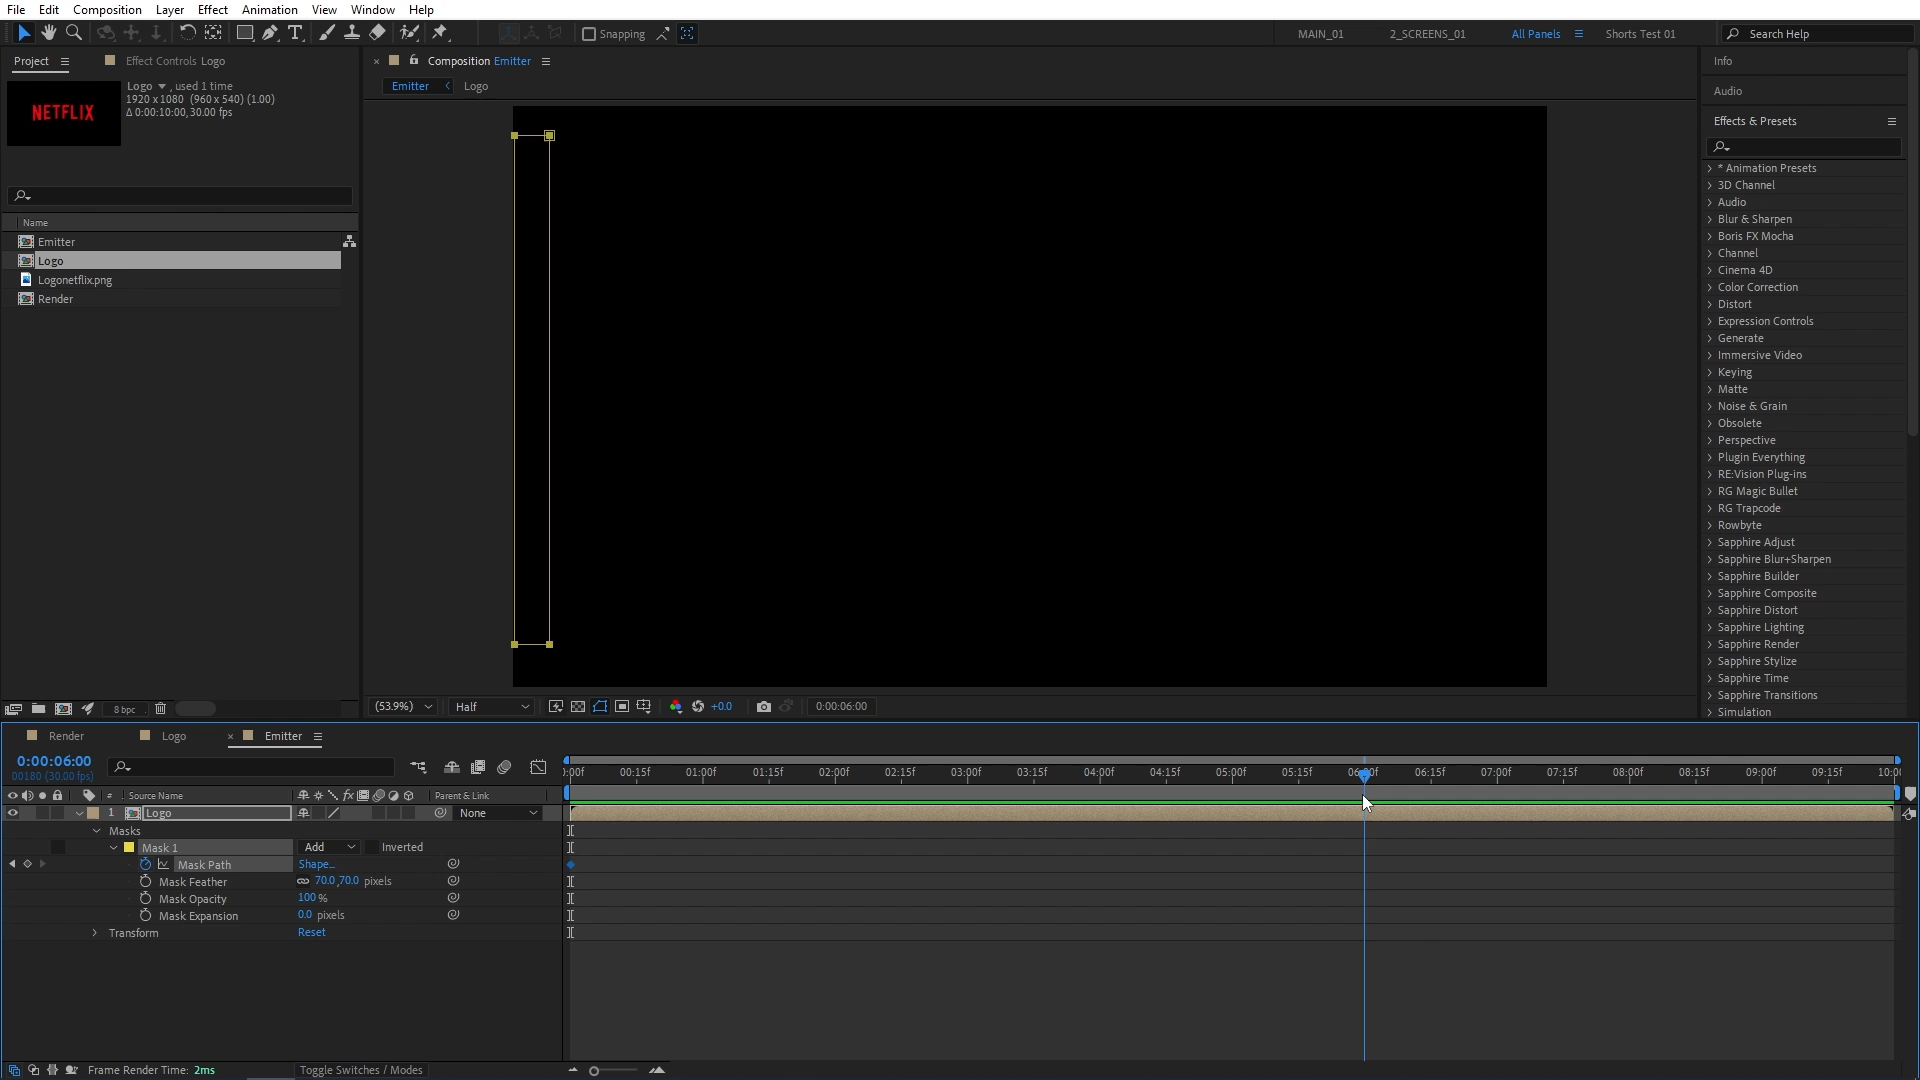 File Edit Composition Layer Effect Animation View Window Help
Snapping
MAIN_01 2_SCREENS_01 All Panels Shorts Test 01 Search Help
Project Effect Controls Logo
Logo , used 1 time
1920 x 1080 (960 x 540) (1.00)
Δ 0:00:10:00, 30.00 fps
NETFLIX
Name
Emitter
Logo
Logonetflix.png
Render
8 bpc
× Composition Emitter
Emitter Logo
(53.9%) Half +0.0 0:00:06:00
Info
Audio
Effects & Presets
* Animation Presets
3D Channel
Audio
Blur & Sharpen
Boris FX Mocha
Channel
Cinema 4D
Color Correction
Distort
Expression Controls
Generate
Immersive Video
Keying
Matte
Noise & Grain
Obsolete
Perspective
Plugin Everything
RE:Vision Plug-ins
RG Magic Bullet
RG Trapcode
Rowbyte
Sapphire Adjust
Sapphire Blur+Sharpen
Sapphire Builder
Sapphire Composite
Sapphire Distort
Sapphire Lighting
Sapphire Render
Sapphire Stylize
Sapphire Time
Sapphire Transitions
Simulation
Render Logo × Emitter
0:00:06:00
00180 (30.00 fps)
:00f 00:15f 01:00f 01:15f 02:00f 02:15f 03:00f 03:15f 04:00f 04:15f 05:00f 05:15f 06:00f 06:15f 07:00f 07:15f 08:00f 08:15f 09:00f 09:15f 10:00
# Source Name fx Parent & Link
1 Logo None
Masks
Mask 1 Add Inverted
Mask Path Shape...
Mask Feather 70.0,70.0 pixels
Mask Opacity 100 %
Mask Expansion 0.0 pixels
Transform Reset
Frame Render Time: 2ms Toggle Switches / Modes